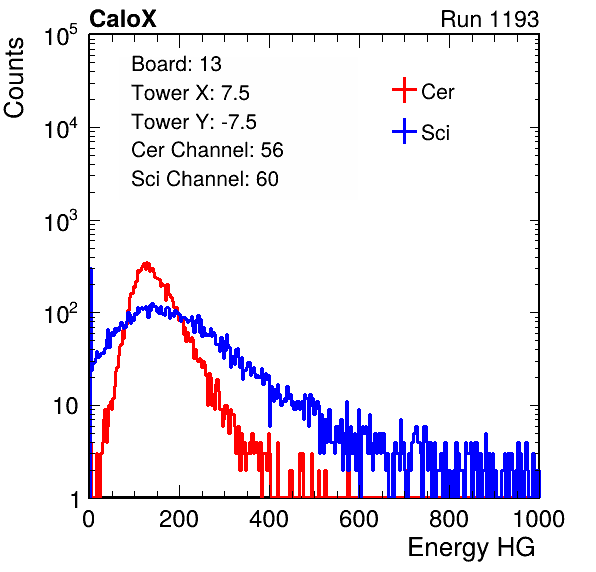 CaloX Run 1193
Counts
Board: 13
Tower X: 7.5
Tower Y: -7.5
Cer Channel: 56
Sci Channel: 60
Cer
Sci
10^5
10^4
10^3
10^2
10
1
0 200 400 600 800 1000
Energy HG